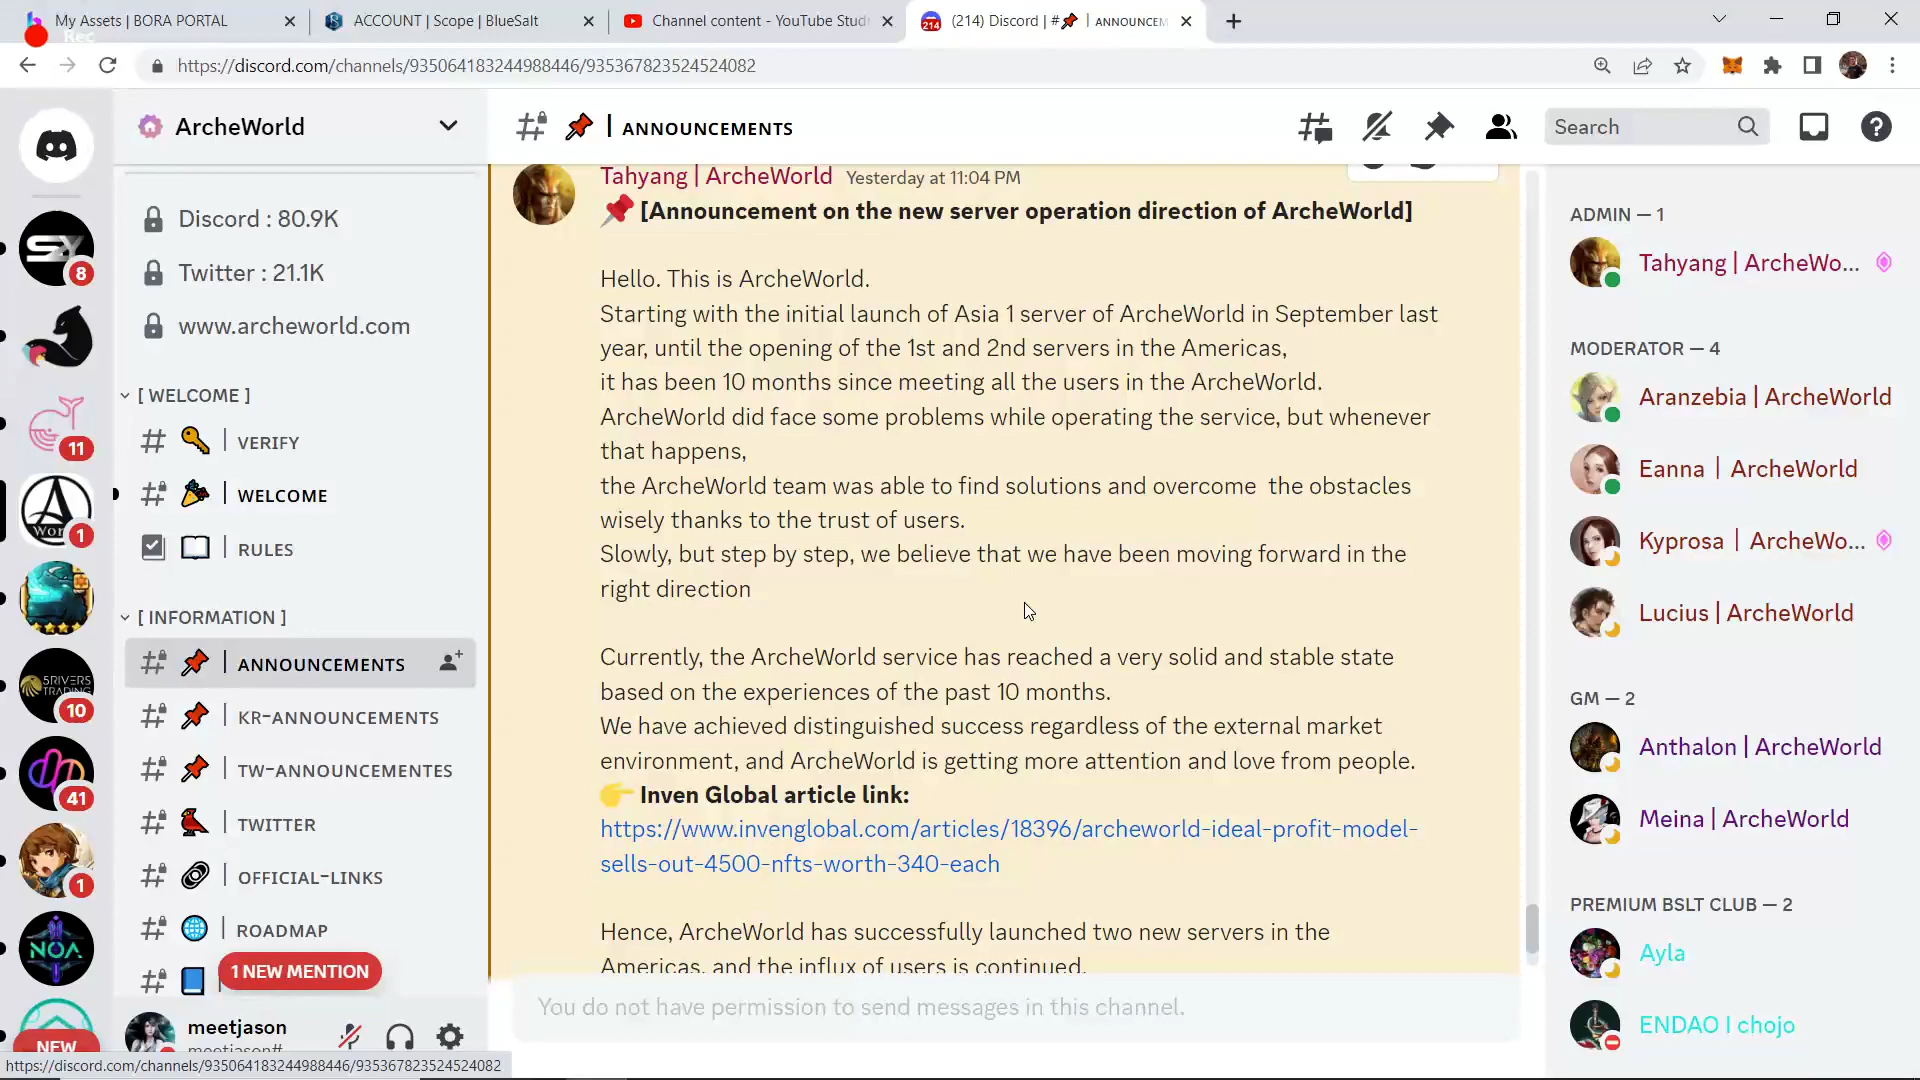 My Assets | BORA PORTAL
ACCOUNT | Scope | BlueSalt
Channel content - YouTube Stud
(214) Discord | #📌 | ANNOUNCEM
Rec
https://discord.com/channels/935064183244988446/935367823524524082
ArcheWorld
| ANNOUNCEMENTS
Search
Discord : 80.9K
Twitter : 21.1K
www.archeworld.com
[ WELCOME ]
| VERIFY
| WELCOME
| RULES
[ INFORMATION ]
| ANNOUNCEMENTS
| KR-ANNOUNCEMENTS
| TW-ANNOUNCEMENTES
| TWITTER
| OFFICIAL-LINKS
| ROADMAP
1 NEW MENTION
meetjason
meetjason#
8
11
World
1
5RIVERS
TRADING
10
41
1
NOA
NEW
Tahyang | ArcheWorld Yesterday at 11:04 PM
📌 [Announcement on the new server operation direction of ArcheWorld]
Hello. This is ArcheWorld.
Starting with the initial launch of Asia 1 server of ArcheWorld in September last
year, until the opening of the 1st and 2nd servers in the Americas,
it has been 10 months since meeting all the users in the ArcheWorld.
ArcheWorld did face some problems while operating the service, but whenever
that happens,
the ArcheWorld team was able to find solutions and overcome the obstacles
wisely thanks to the trust of users.
Slowly, but step by step, we believe that we have been moving forward in the
right direction
Currently, the ArcheWorld service has reached a very solid and stable state
based on the experiences of the past 10 months.
We have achieved distinguished success regardless of the external market
environment, and ArcheWorld is getting more attention and love from people.
👉 Inven Global article link:
https://www.invenglobal.com/articles/18396/archeworld-ideal-profit-model-
sells-out-4500-nfts-worth-340-each
Hence, ArcheWorld has successfully launched two new servers in the
Americas, and the influx of users is continued.
You do not have permission to send messages in this channel.
ADMIN — 1
Tahyang | ArcheWo...
MODERATOR — 4
Aranzebia | ArcheWorld
Eanna | ArcheWorld
Kyprosa | ArcheWo...
Lucius | ArcheWorld
GM — 2
Anthalon | ArcheWorld
Meina | ArcheWorld
PREMIUM BSLT CLUB — 2
Ayla
ENDAO I chojo
https://discord.com/channels/935064183244988446/935367823524524082